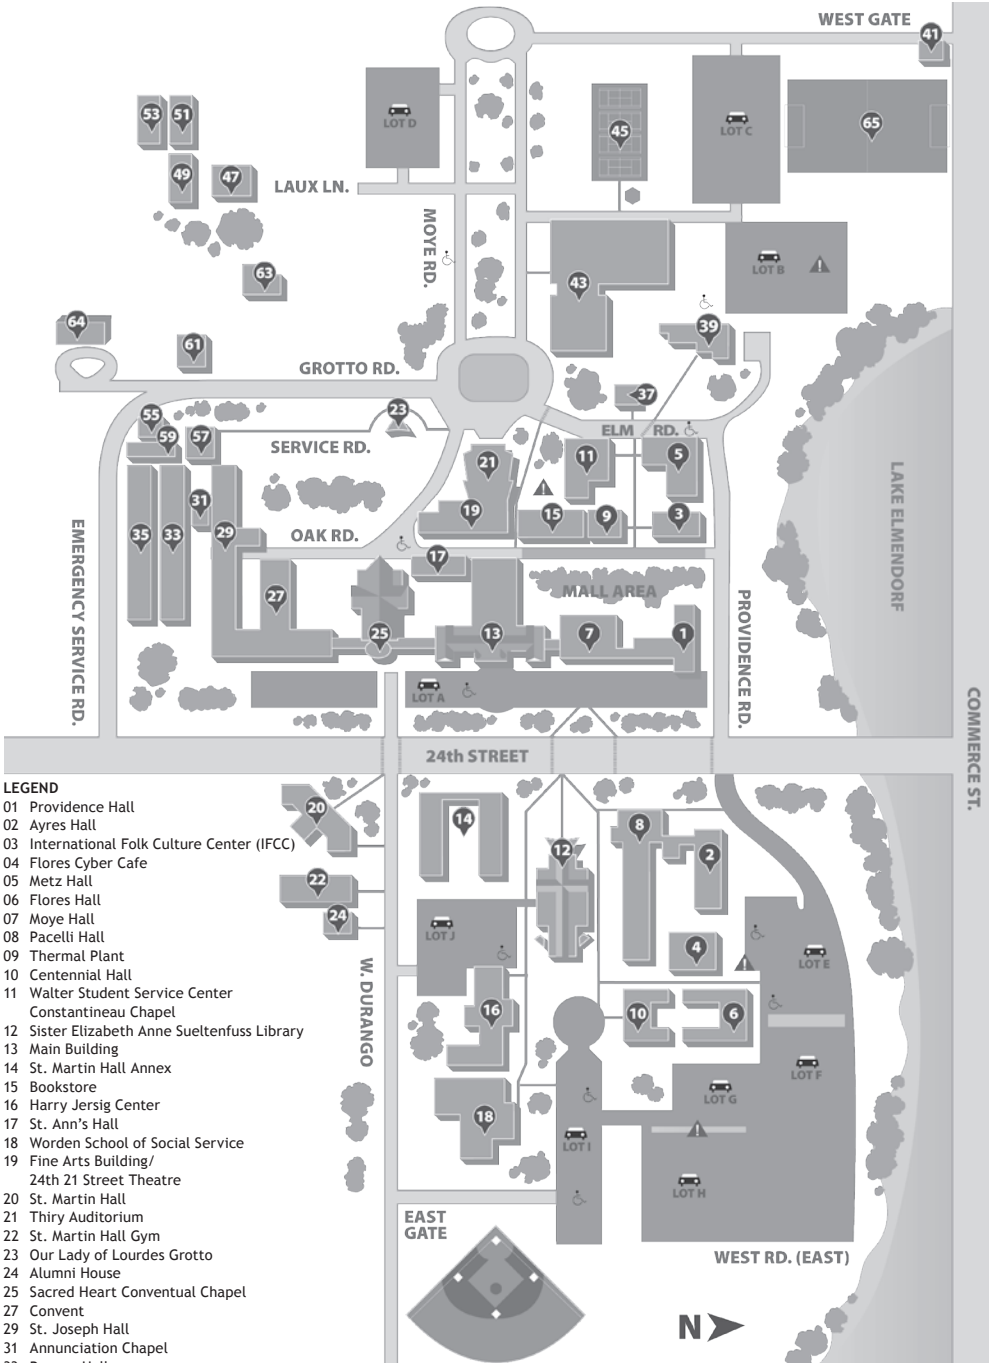 WEST GATE
41
53
51
LOT D
45
LOT C
65
49
47
LAUX LN.
MOYE RD.
LOT B
63
43
64
39
61
GROTTO RD.
37
55
23
59
57
SERVICE RD.
ELM RD.
21
11
5
31
19
15
9
3
35
33
29
OAK RD.
17
EMERGENCY SERVICE RD.
LAKE ELMENDORF
27
MALL AREA
25
13
7
1
PROVIDENCE RD.
LOT A
COMMERCE ST.
24th STREET
LEGEND
01 Providence Hall
02 Ayres Hall
03 International Folk Culture Center (IFCC)
04 Flores Cyber Cafe
05 Metz Hall
06 Flores Hall
07 Moye Hall
08 Pacelli Hall
09 Thermal Plant
10 Centennial Hall
11 Walter Student Service Center
Constantineau Chapel
12 Sister Elizabeth Anne Sueltenfuss Library
13 Main Building
14 St. Martin Hall Annex
15 Bookstore
16 Harry Jersig Center
17 St. Ann's Hall
18 Worden School of Social Service
19 Fine Arts Building/
24th 21 Street Theatre
20 St. Martin Hall
21 Thiry Auditorium
22 St. Martin Hall Gym
23 Our Lady of Lourdes Grotto
24 Alumni House
25 Sacred Heart Conventual Chapel
27 Convent
29 St. Joseph Hall
31 Annunciation Chapel
20
14
8
12
2
22
24
LOT J
4
LOT E
W. DURANGO
16
10
6
LOT F
LOT G
18
LOT I
LOT H
EAST
GATE
WEST RD. (EAST)
N